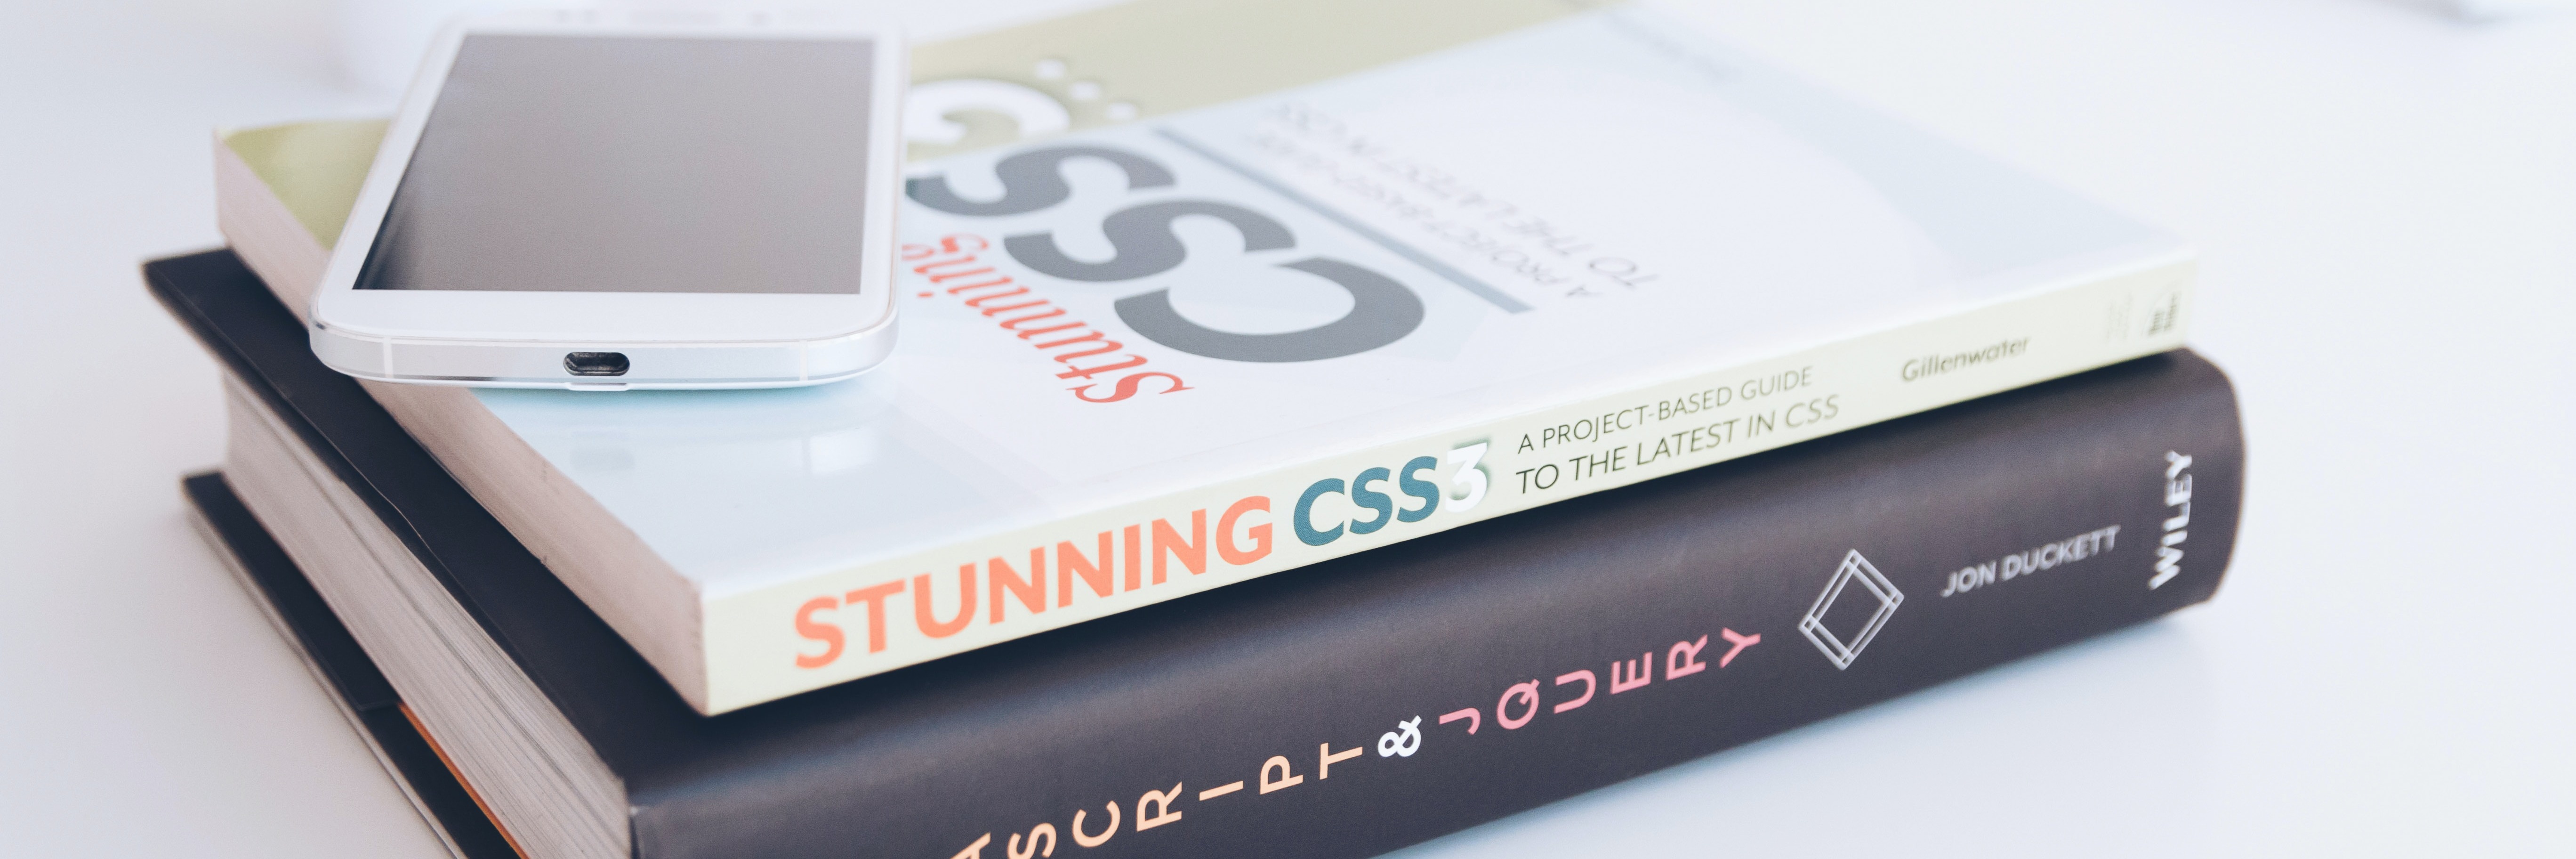 Stunning
CSS
A PROJECT-BASED GUIDE
TO THE LATEST IN CSS
STUNNING CSS3
A PROJECT-BASED GUIDE
TO THE LATEST IN CSS
Gillenwater
ASCRIPT & JQUERY
JON DUCKETT
WILEY